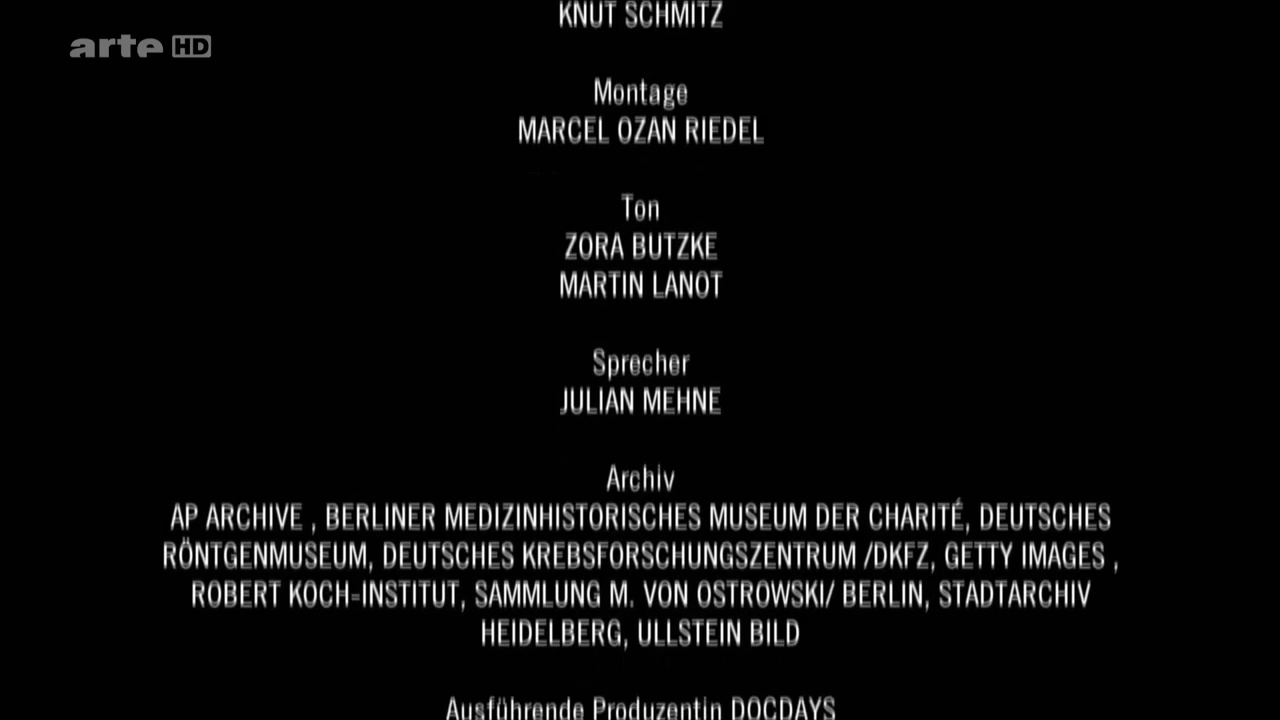 arte HD
KNUT SCHMITZ
Montage
MARCEL OZAN RIEDEL
Ton
ZORA BUTZKE
MARTIN LANOT
Sprecher
JULIAN MEHNE
Archiv
AP ARCHIVE , BERLINER MEDIZINHISTORISCHES MUSEUM DER CHARITÉ, DEUTSCHES
RÖNTGENMUSEUM, DEUTSCHES KREBSFORSCHUNGSZENTRUM /DKFZ, GETTY IMAGES ,
ROBERT KOCH-INSTITUT, SAMMLUNG M. VON OSTROWSKI/ BERLIN, STADTARCHIV
HEIDELBERG, ULLSTEIN BILD
Ausführende Produzentin DOCDAYS